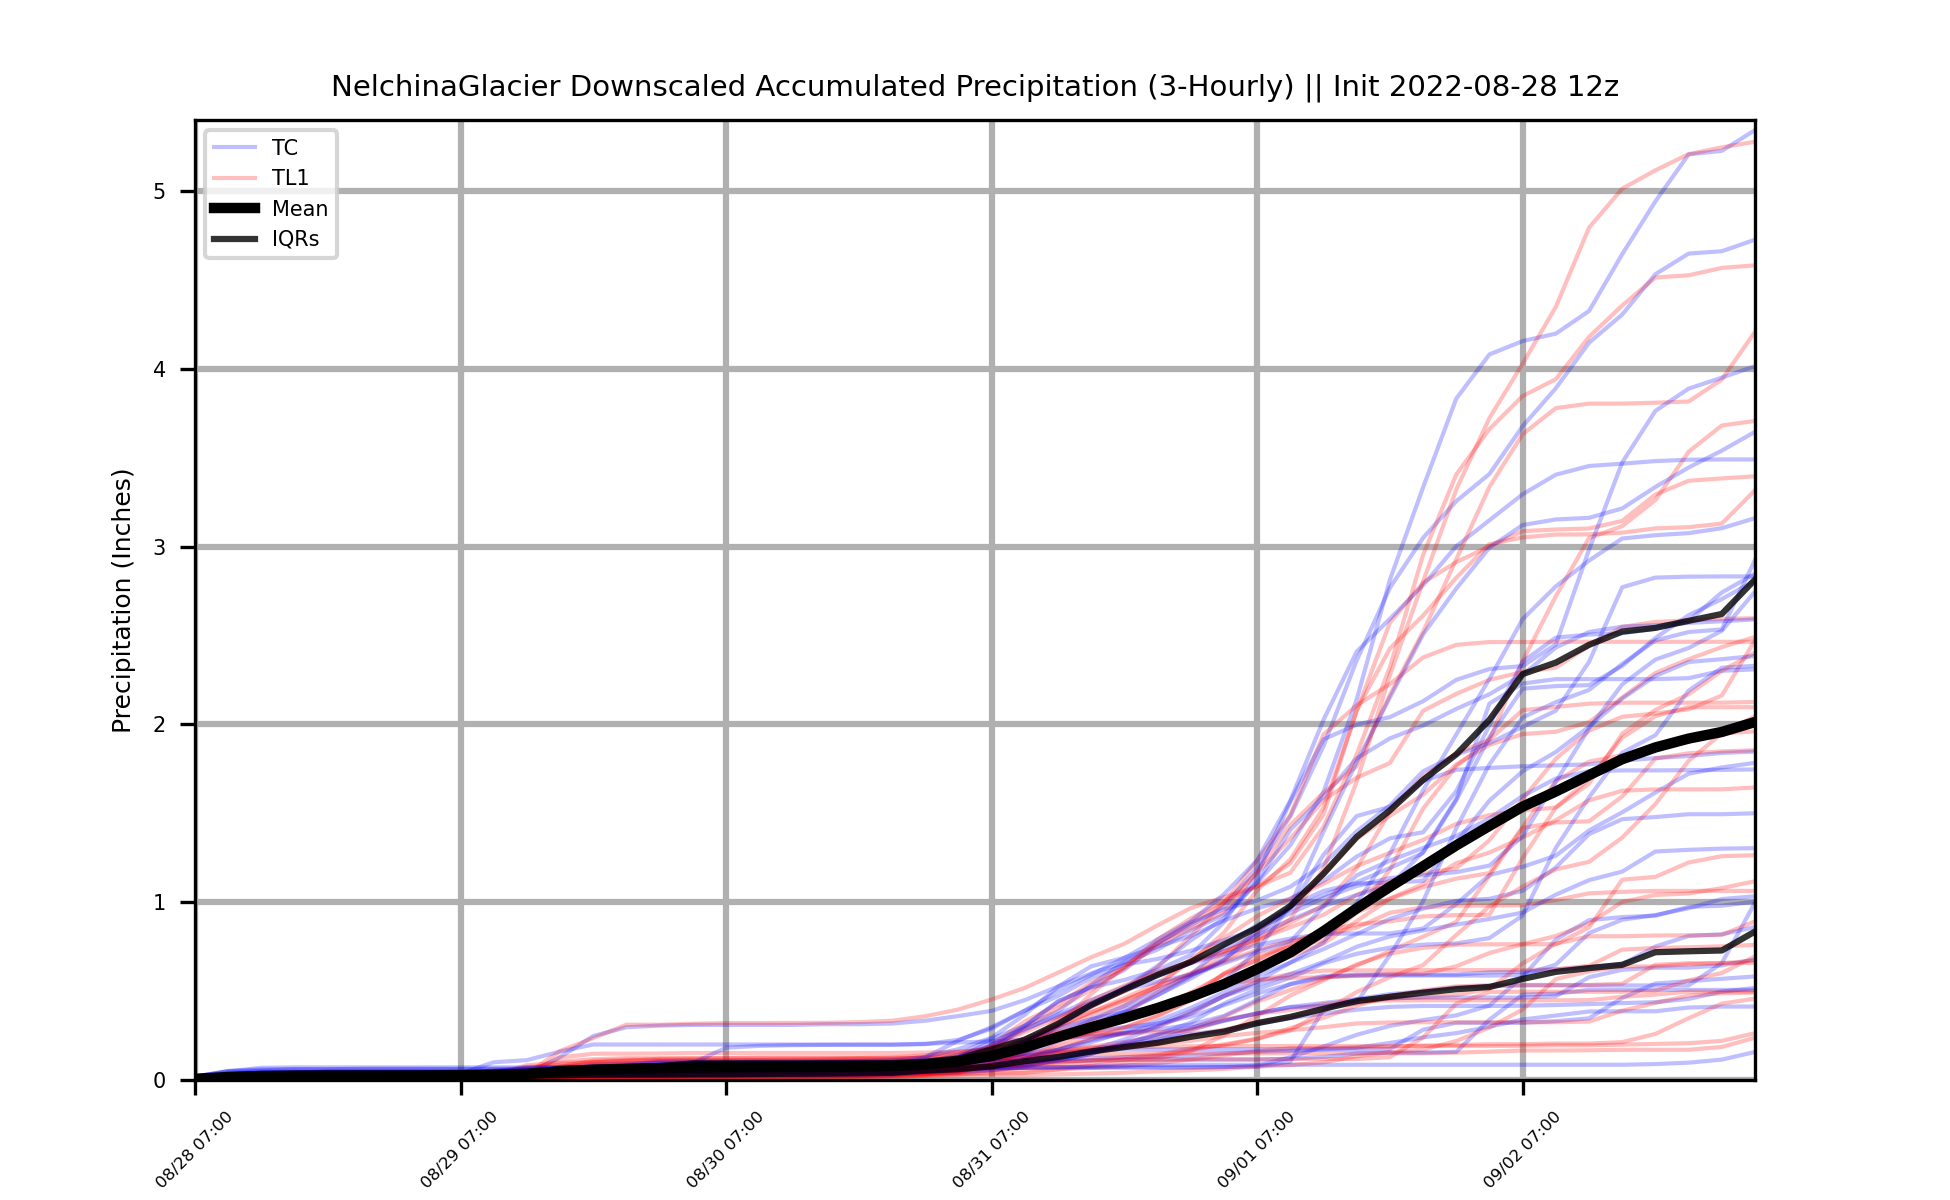 NelchinaGlacier Downscaled Accumulated Precipitation (3-Hourly) || Init 2022-08-28 12z
TC
TL1
Mean
IQRs
Precipitation (Inches)
5
4
3
2
1
0
08/28 07:00
08/29 07:00
08/30 07:00
08/31 07:00
09/01 07:00
09/02 07:00